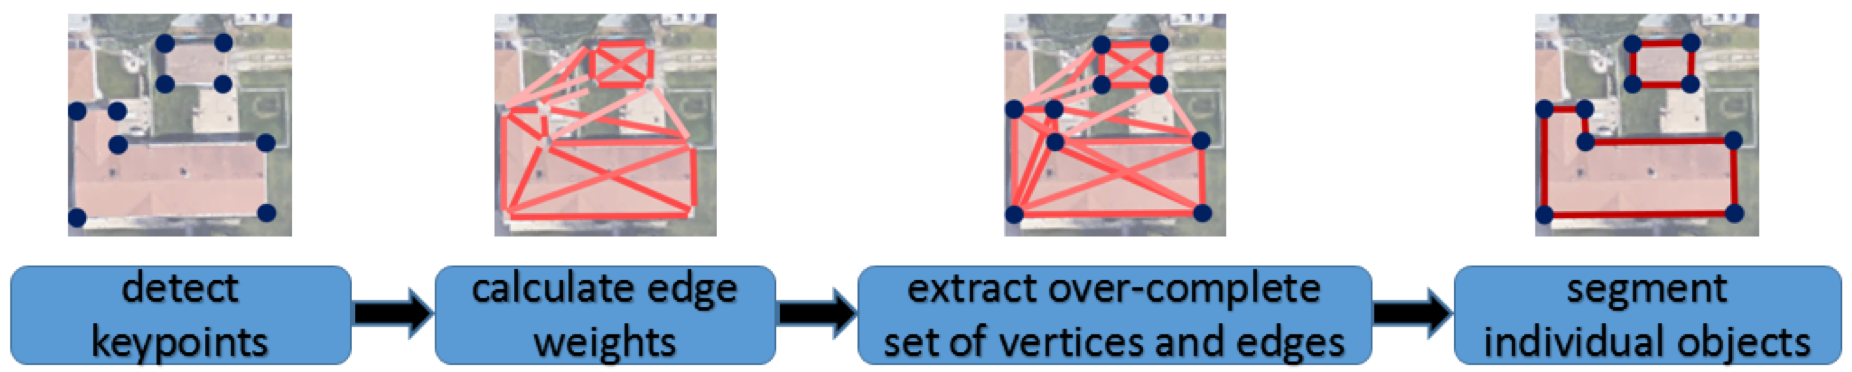 detect
keypoints
calculate edge
weights
extract over-complete
set of vertices and edges
segment
individual objects